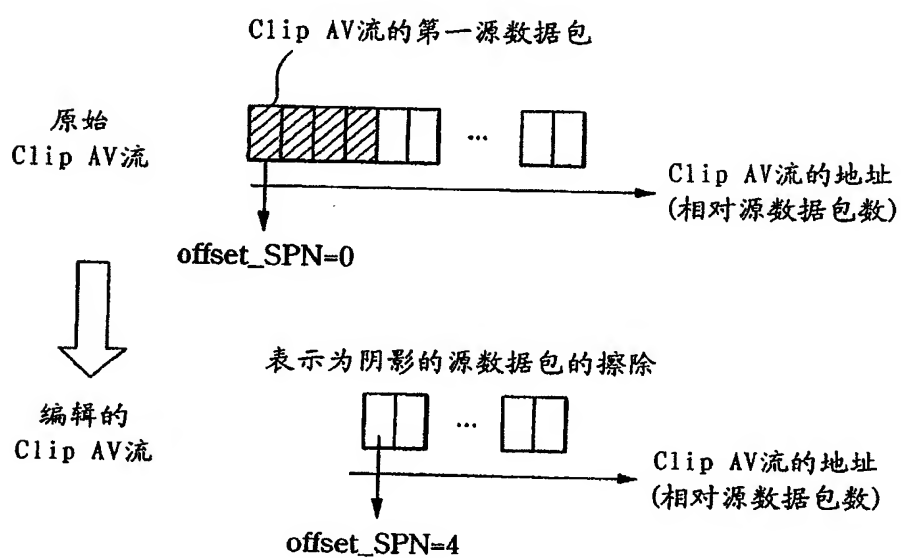 Clip AV流的第一源数据包
原始
Clip AV流
...
Clip AV流的地址
(相对源数据包数)
offset_SPN=0
表示为阴影的源数据包的擦除
编辑的
Clip AV流
...
Clip AV流的地址
(相对源数据包数)
offset_SPN=4